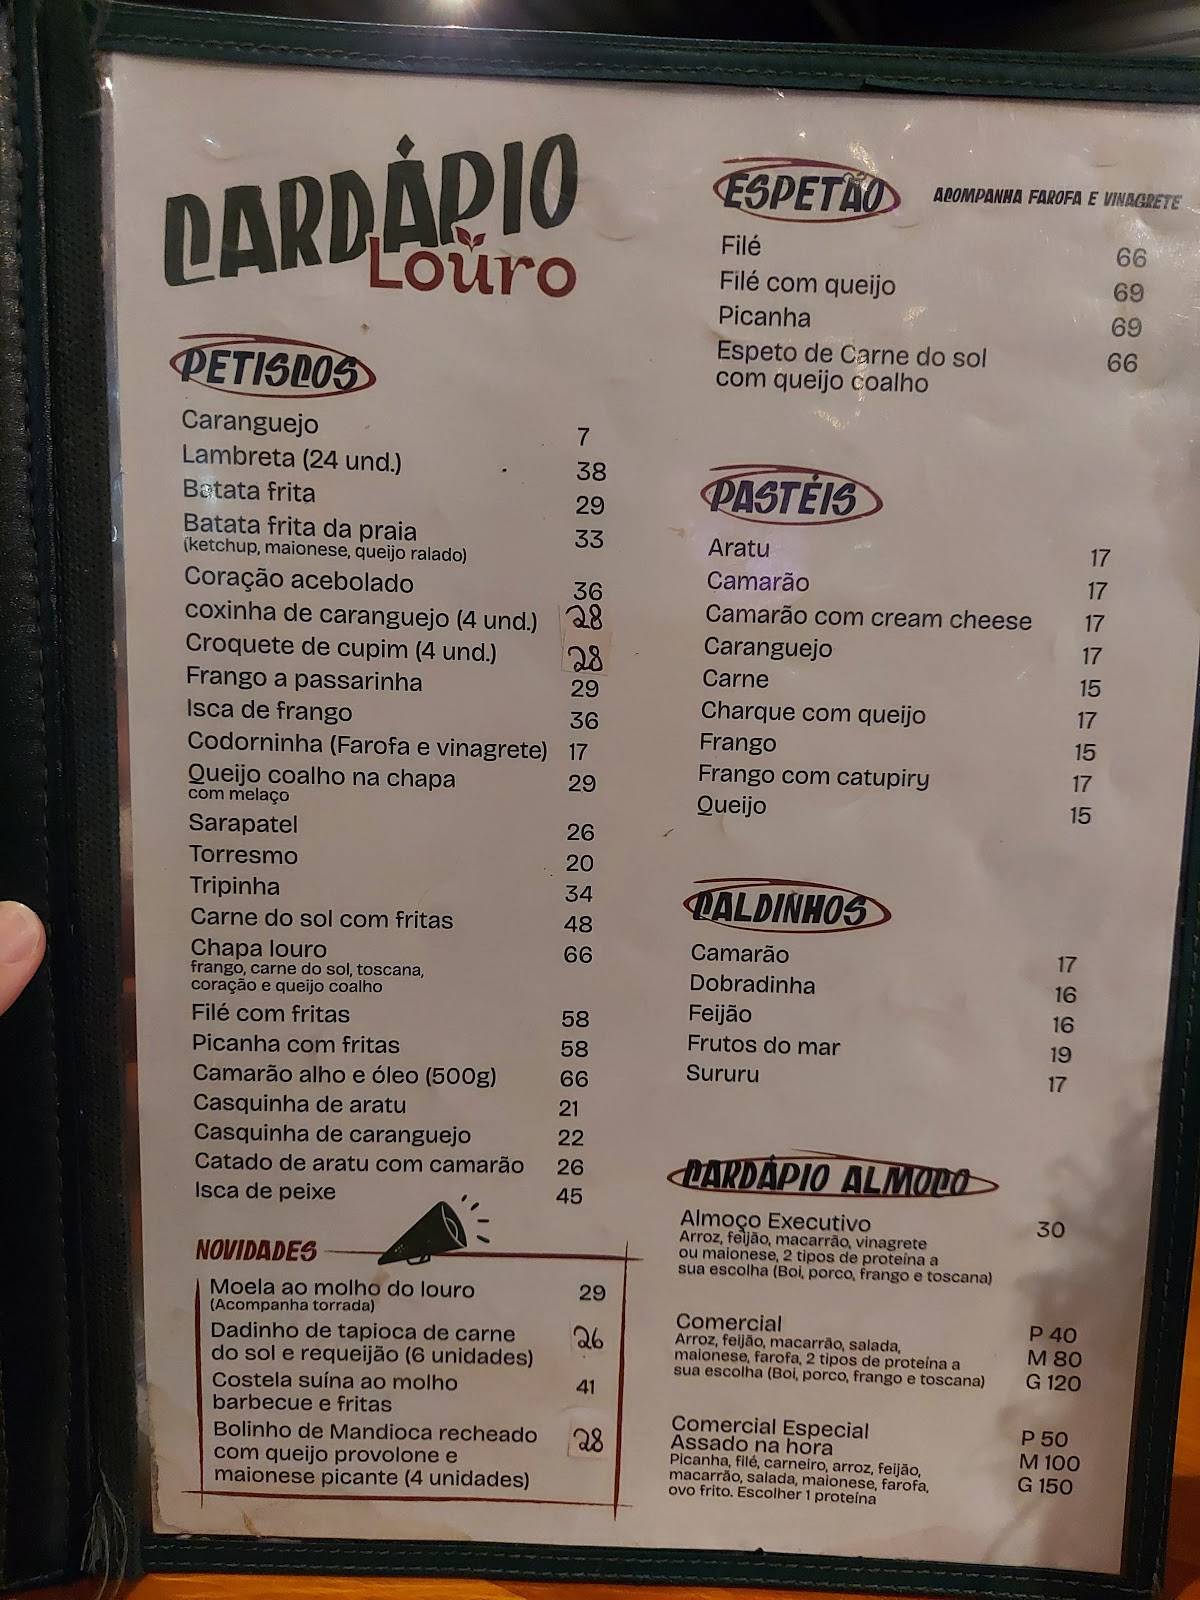 CARDÁPIO
Louro
PETISCOS
Caranguejo 7
Lambreta (24 und.) 38
Batata frita 29
Batata frita da praia 33
(ketchup, maionese, queijo ralado)
Coração acebolado 36
coxinha de caranguejo (4 und.) 28
Croquete de cupim (4 und.) 28
Frango a passarinha 29
Isca de frango 36
Codorninha (Farofa e vinagrete) 17
Queijo coalho na chapa 29
com melaço
Sarapatel 26
Torresmo 20
Tripinha 34
Carne do sol com fritas 48
Chapa louro 66
frango, carne do sol, toscana,
coração e queijo coalho
Filé com fritas 58
Picanha com fritas 58
Camarão alho e óleo (500g) 66
Casquinha de aratu 21
Casquinha de caranguejo 22
Catado de aratu com camarão 26
Isca de peixe 45
NOVIDADES
Moela ao molho do louro 29
(Acompanha torrada)
Dadinho de tapioca de carne 26
do sol e requeijão (6 unidades)
Costela suína ao molho 41
barbecue e fritas
Bolinho de Mandioca recheado 28
com queijo provolone e
maionese picante (4 unidades)
ESPETÃO ACOMPANHA FAROFA E VINAGRETE
Filé 66
Filé com queijo 69
Picanha 69
Espeto de Carne do sol 66
com queijo coalho
PASTÉIS
Aratu 17
Camarão 17
Camarão com cream cheese 17
Caranguejo 17
Carne 15
Charque com queijo 17
Frango 15
Frango com catupiry 17
Queijo 15
CALDINHOS
Camarão 17
Dobradinha 16
Feijão 16
Frutos do mar 19
Sururu 17
CARDÁPIO ALMOCO
Almoço Executivo 30
Arroz, feijão, macarrão, vinagrete
ou maionese, 2 tipos de proteína a
sua escolha (Boi, porco, frango e toscana)
Comercial P 40
Arroz, feijão, macarrão, salada, M 80
maionese, farofa, 2 tipos de proteína a
sua escolha (Boi, porco, frango e toscana) G 120
Comercial Especial P 50
Assado na hora M 100
Picanha, filé, carneiro, arroz, feijão,
macarrão, salada, maionese, farofa, G 150
ovo frito. Escolher 1 proteína